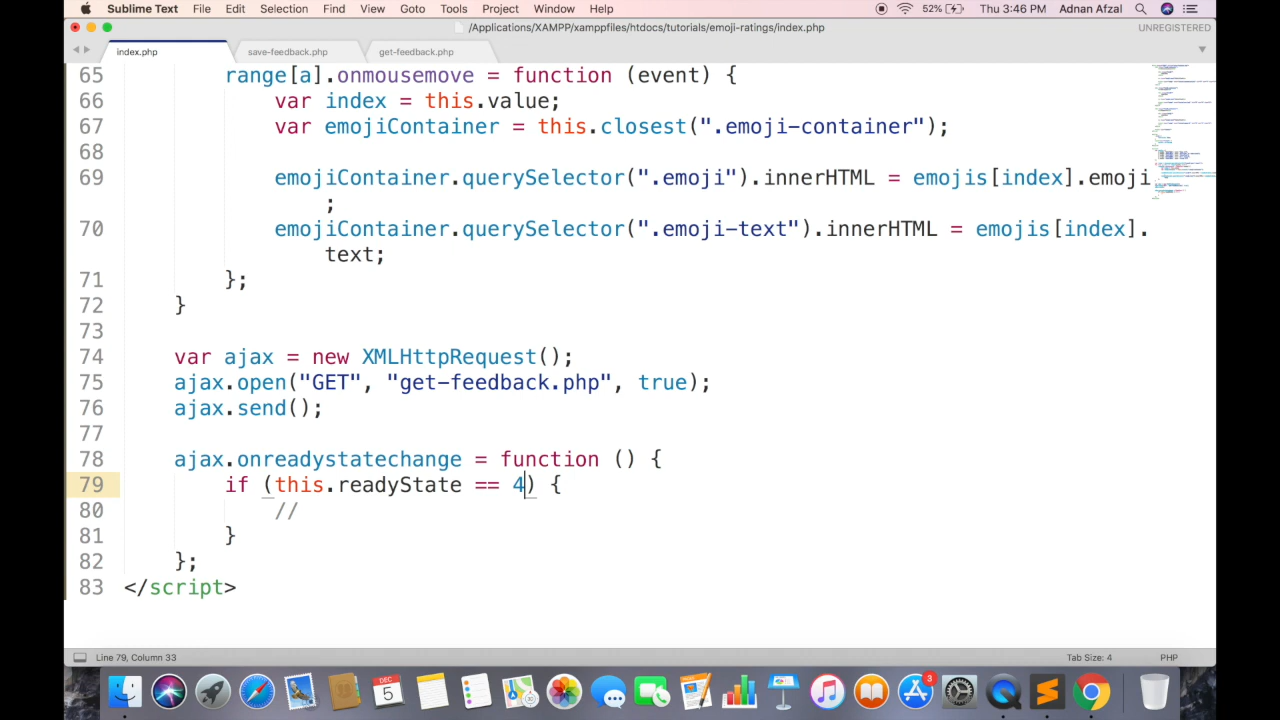 Sublime Text File Edit Selection Find View Goto Tools Project Window Help 52% Thu 3:46 PM Adnan Afzal
/Applications/XAMPP/xamppfiles/htdocs/tutorials/emoji-ratings/index.php UNREGISTERED
index.php save-feedback.php get-feedback.php
65 range[a].onmousemove = function (event) {
66 var index = this.value;
67 var emojiContainer = this.closest(".emoji-container");
68
69 emojiContainer.querySelector(".emoji").innerHTML = emojis[index].emoji
;
70 emojiContainer.querySelector(".emoji-text").innerHTML = emojis[index].
text;
71 };
72 }
73
74 var ajax = new XMLHttpRequest();
75 ajax.open("GET", "get-feedback.php", true);
76 ajax.send();
77
78 ajax.onreadystatechange = function () {
79 if (this.readyState == 4) {
80 //
81 }
82 };
83 </script>
Line 79, Column 33 Tab Size: 4 PHP
DEC
5
3